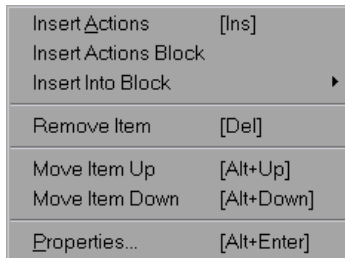 Insert Actions [Ins]
Insert Actions Block
Insert Into Block
Remove Item [Del]
Move Item Up [Alt+Up]
Move Item Down [Alt+Down]
Properties... [Alt+Enter]